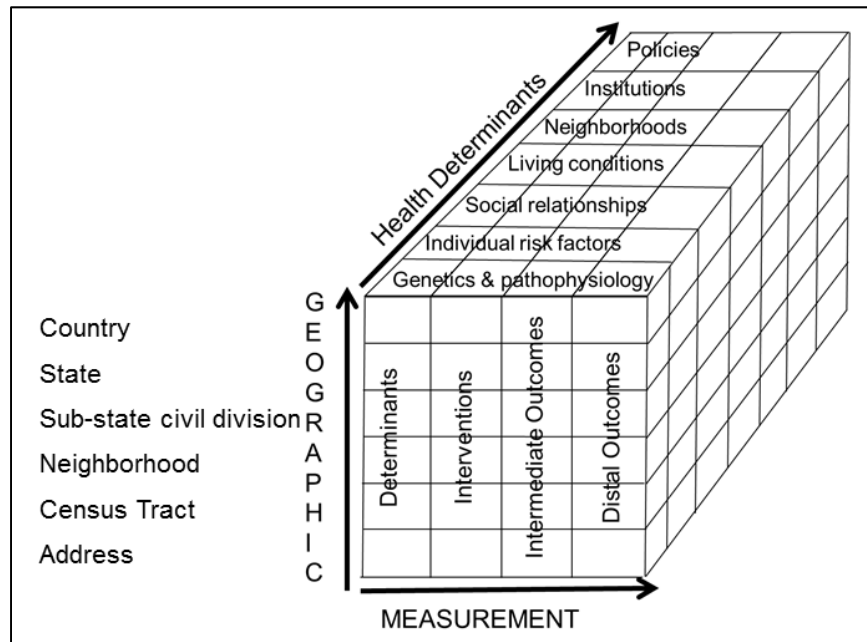 Policies
Institutions
Neighborhoods
Living conditions
Social relationships
Individual risk factors
Genetics & pathophysiology
Health Determinants
Country
State
Sub-state civil division
Neighborhood
Census Tract
Address
GEOGRAPHIC
Determinants
Interventions
Intermediate Outcomes
Distal Outcomes
MEASUREMENT